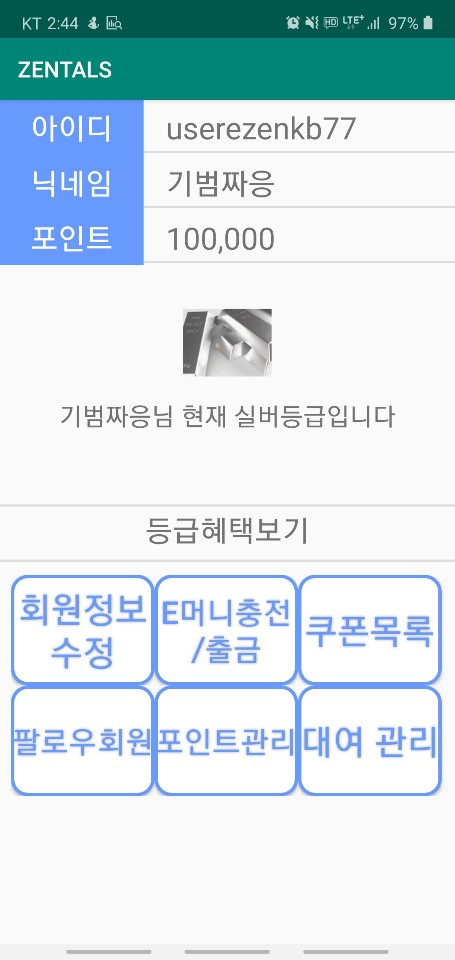 KT 2:44 HD LTE+ 97%
ZENTALS
아이디 userezenkb77
닉네임 기범짜응
포인트 100,000
기범짜응님 현재 실버등급입니다
등급혜택보기
회원정보 E머니충전 쿠폰목록
수정 /출금
팔로우회원 포인트관리 대여 관리